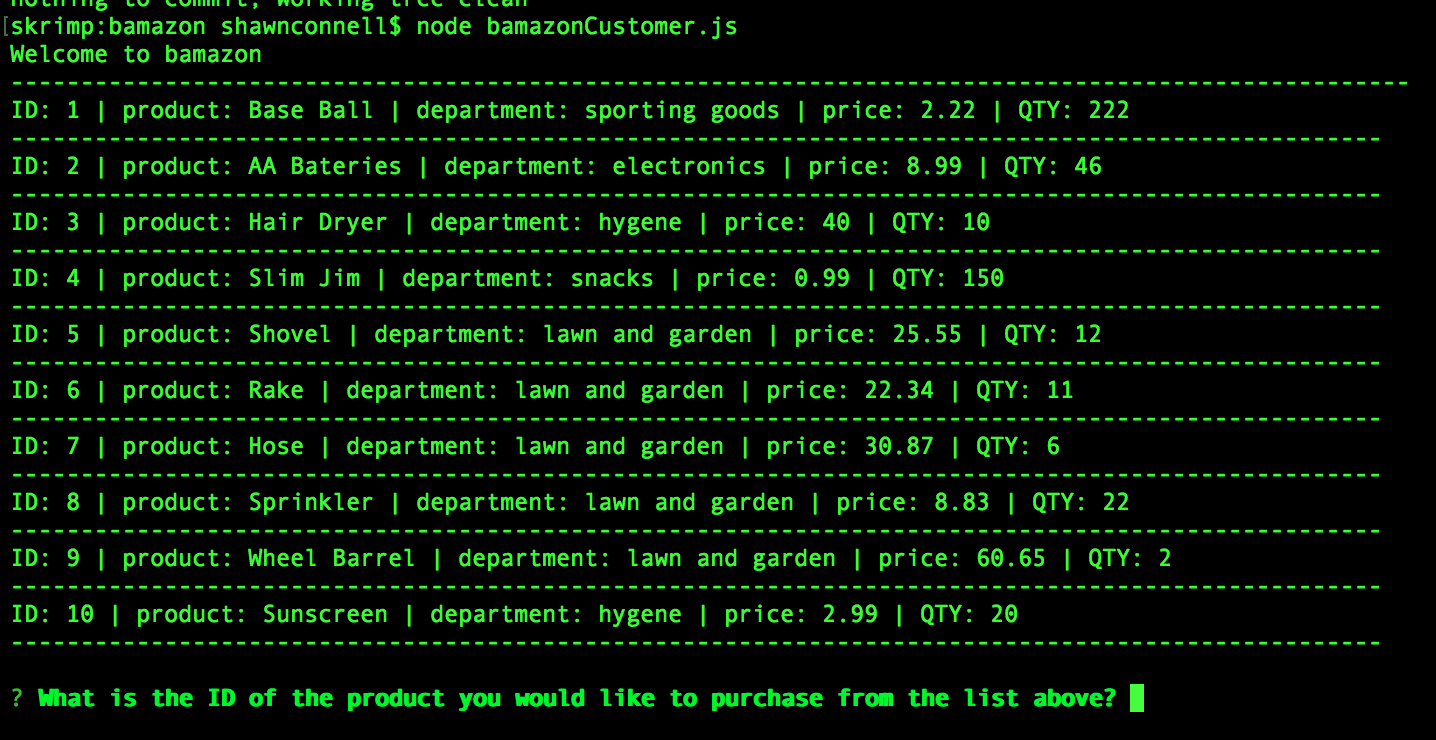 nothing to commit, working tree clean
[skrimp:bamazon shawnconnell$ node bamazonCustomer.js
Welcome to bamazon
----------------------------------------------------------------------------------------------------
ID: 1 | product: Base Ball | department: sporting goods | price: 2.22 | QTY: 222
--------------------------------------------------------------------------------------------------
ID: 2 | product: AA Bateries | department: electronics | price: 8.99 | QTY: 46
--------------------------------------------------------------------------------------------------
ID: 3 | product: Hair Dryer | department: hygene | price: 40 | QTY: 10
--------------------------------------------------------------------------------------------------
ID: 4 | product: Slim Jim | department: snacks | price: 0.99 | QTY: 150
--------------------------------------------------------------------------------------------------
ID: 5 | product: Shovel | department: lawn and garden | price: 25.55 | QTY: 12
--------------------------------------------------------------------------------------------------
ID: 6 | product: Rake | department: lawn and garden | price: 22.34 | QTY: 11
--------------------------------------------------------------------------------------------------
ID: 7 | product: Hose | department: lawn and garden | price: 30.87 | QTY: 6
--------------------------------------------------------------------------------------------------
ID: 8 | product: Sprinkler | department: lawn and garden | price: 8.83 | QTY: 22
--------------------------------------------------------------------------------------------------
ID: 9 | product: Wheel Barrel | department: lawn and garden | price: 60.65 | QTY: 2
--------------------------------------------------------------------------------------------------
ID: 10 | product: Sunscreen | department: hygene | price: 2.99 | QTY: 20
--------------------------------------------------------------------------------------------------
? What is the ID of the product you would like to purchase from the list above?